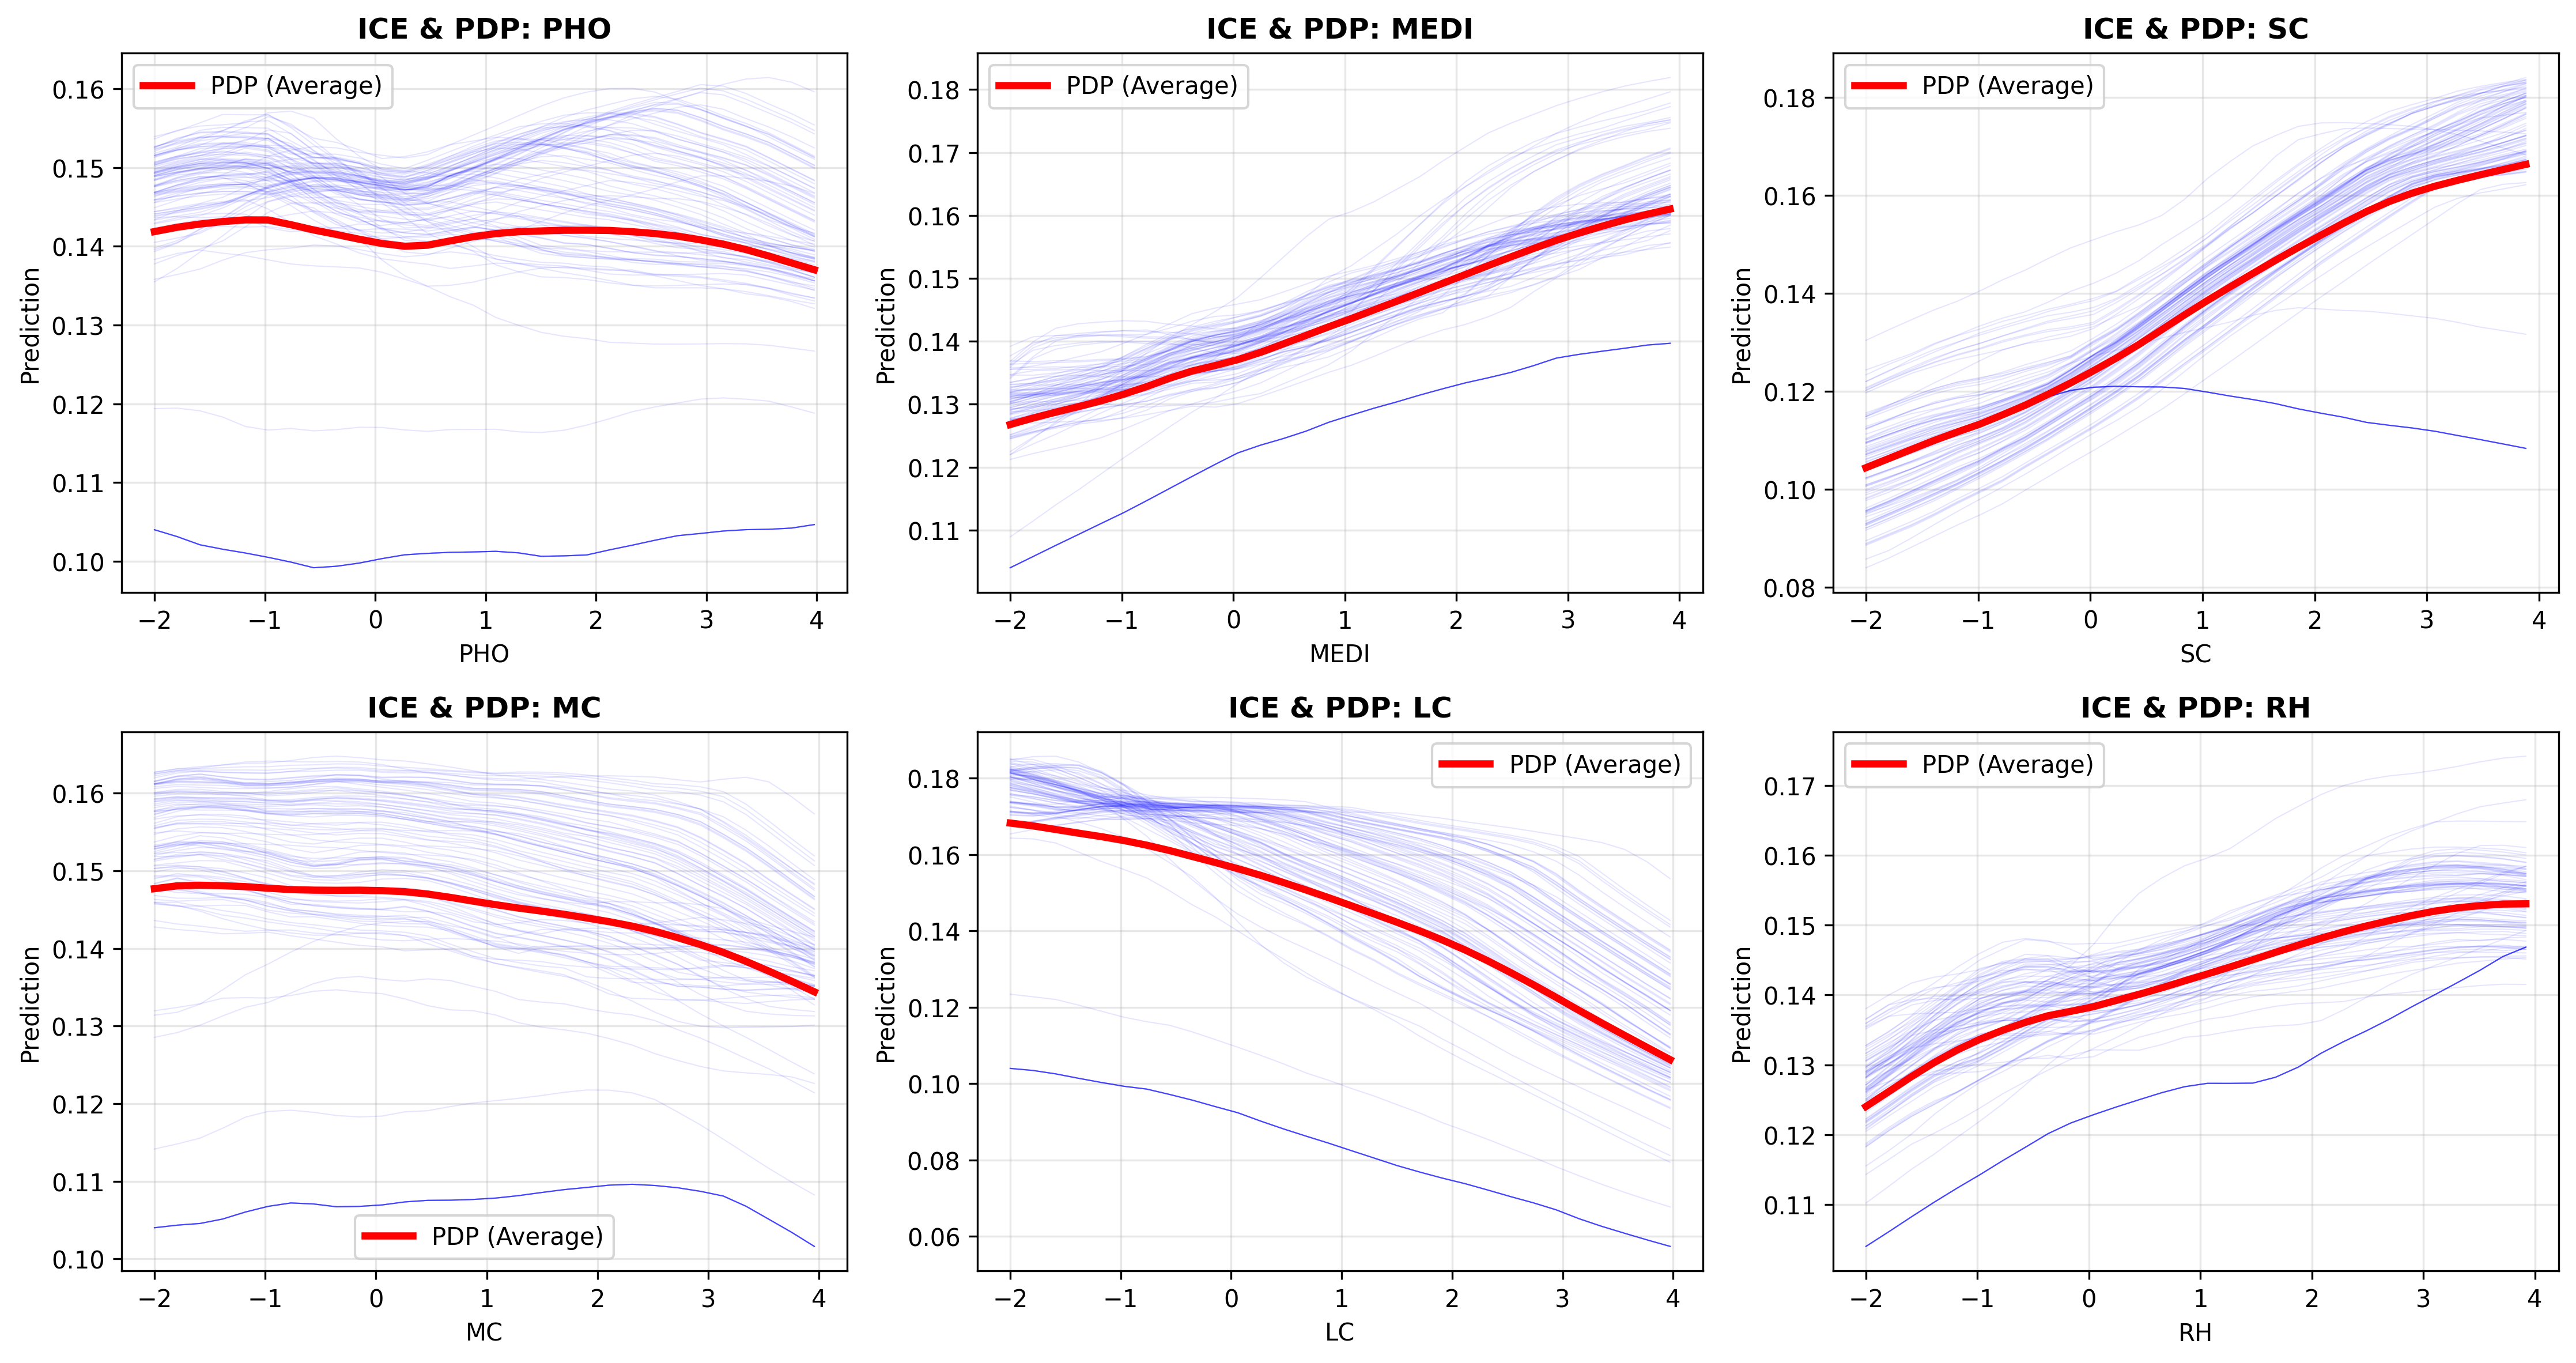 ICE & PDP: PHO
PDP (Average)
Prediction
0.16
0.15
0.14
0.13
0.12
0.11
0.10
−2 −1 0 1 2 3 4
PHO
ICE & PDP: MEDI
PDP (Average)
Prediction
0.18
0.17
0.16
0.15
0.14
0.13
0.12
0.11
−2 −1 0 1 2 3 4
MEDI
ICE & PDP: SC
PDP (Average)
Prediction
0.18
0.16
0.14
0.12
0.10
0.08
−2 −1 0 1 2 3 4
SC
ICE & PDP: MC
PDP (Average)
Prediction
0.16
0.15
0.14
0.13
0.12
0.11
0.10
−2 −1 0 1 2 3 4
MC
ICE & PDP: LC
PDP (Average)
Prediction
0.18
0.16
0.14
0.12
0.10
0.08
0.06
−2 −1 0 1 2 3 4
LC
ICE & PDP: RH
PDP (Average)
Prediction
0.17
0.16
0.15
0.14
0.13
0.12
0.11
−2 −1 0 1 2 3 4
RH